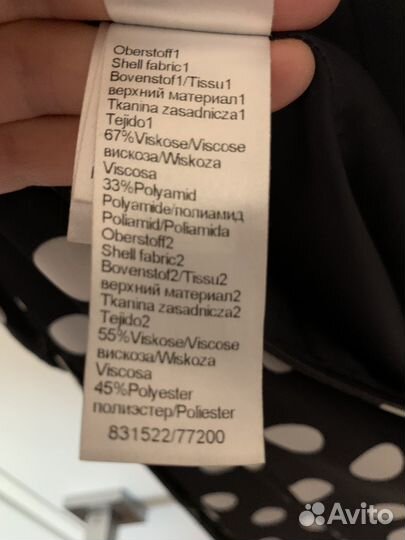 Oberstoff1
Shell fabric1
Bovenstof1/Tissu1
верхний материал1
Tkanina zasadnicza1
Tejido1
67%Viskose/Viscose
вискоза/Wiskoza
Viscosa
33%Polyamid
Polyamide/полиамид
Poliamid/Poliamida
Oberstoff2
Shell fabric2
Bovenstof2/Tissu2
верхний материал2
Tkanina zasadnicza2
Tejido2
55%Viskose/Viscose
вискоза/Wiskoza
Viscosa
45%Polyester
полиэстер/Poliester
831522/77200
Avito